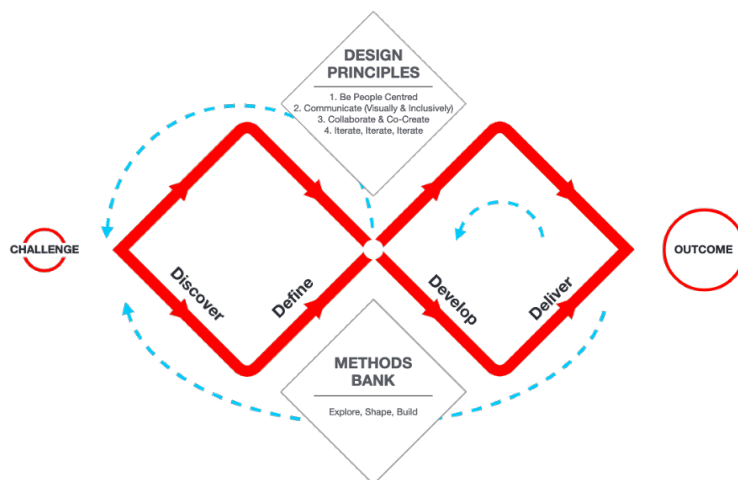 DESIGN
PRINCIPLES
1. Be People Centred
2. Communicate (Visually & Inclusively)
3. Collaborate & Co-Create
4. Iterate, Iterate, Iterate
CHALLENGE
Discover
Define
Develop
Deliver
OUTCOME
METHODS
BANK
Explore, Shape, Build